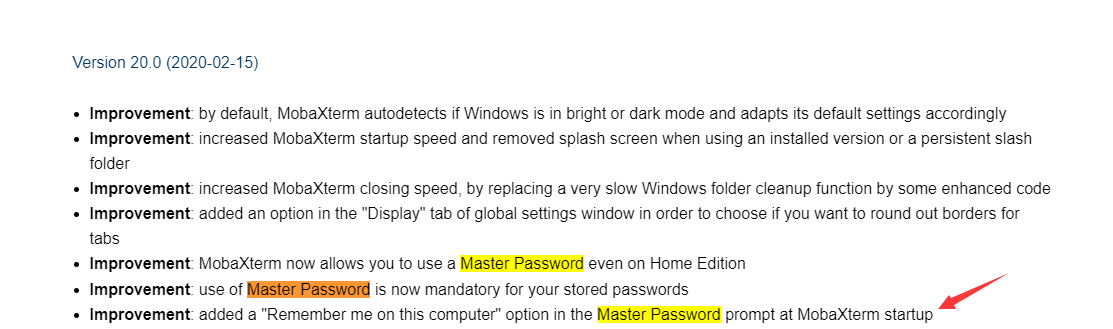 Version 20.0 (2020-02-15)
• Improvement: by default, MobaXterm autodetects if Windows is in bright or dark mode and adapts its default settings accordingly
• Improvement: increased MobaXterm startup speed and removed splash screen when using an installed version or a persistent slash
folder
• Improvement: increased MobaXterm closing speed, by replacing a very slow Windows folder cleanup function by some enhanced code
• Improvement: added an option in the "Display" tab of global settings window in order to choose if you want to round out borders for
tabs
• Improvement: MobaXterm now allows you to use a Master Password even on Home Edition
• Improvement: use of Master Password is now mandatory for your stored passwords
• Improvement: added a "Remember me on this computer" option in the Master Password prompt at MobaXterm startup